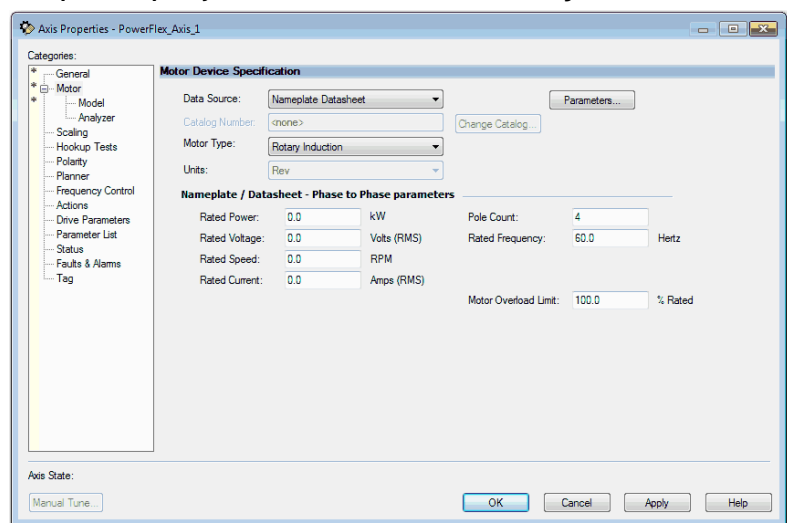 Axis Properties - PowerFlex_Axis_1
Categories:
* General
* Motor
* Model
Analyzer
Scaling
Hookup Tests
Polarity
Planner
Frequency Control
Actions
Drive Parameters
Parameter List
Status
Faults & Alarms
Tag
Motor Device Specification
Data Source: Nameplate Datasheet Parameters...
Catalog Number: <none> Change Catalog...
Motor Type: Rotary Induction
Units: Rev
Nameplate / Datasheet - Phase to Phase parameters
Rated Power: 0.0 kW Pole Count: 4
Rated Voltage: 0.0 Volts (RMS) Rated Frequency: 60.0 Hertz
Rated Speed: 0.0 RPM
Rated Current: 0.0 Amps (RMS)
Motor Overload Limit: 100.0 % Rated
Axis State:
Manual Tune... OK Cancel Apply Help